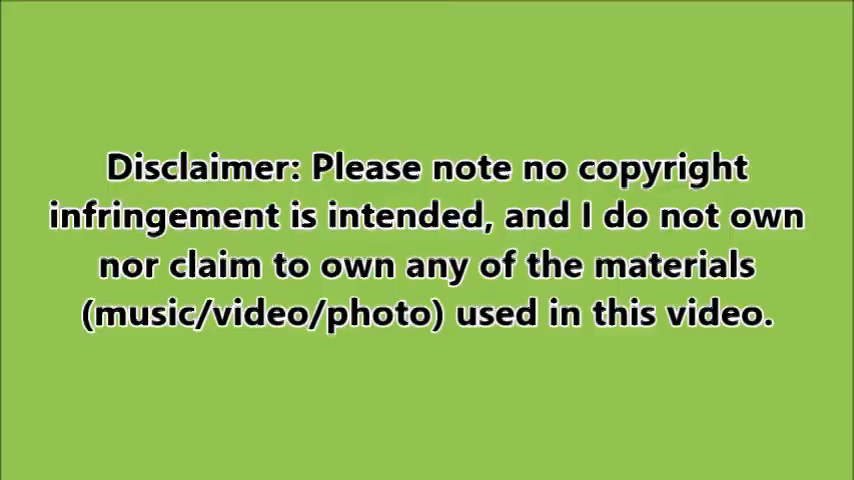 Disclaimer: Please note no copyright
infringement is intended, and I do not own
nor claim to own any of the materials
(music/video/photo) used in this video.